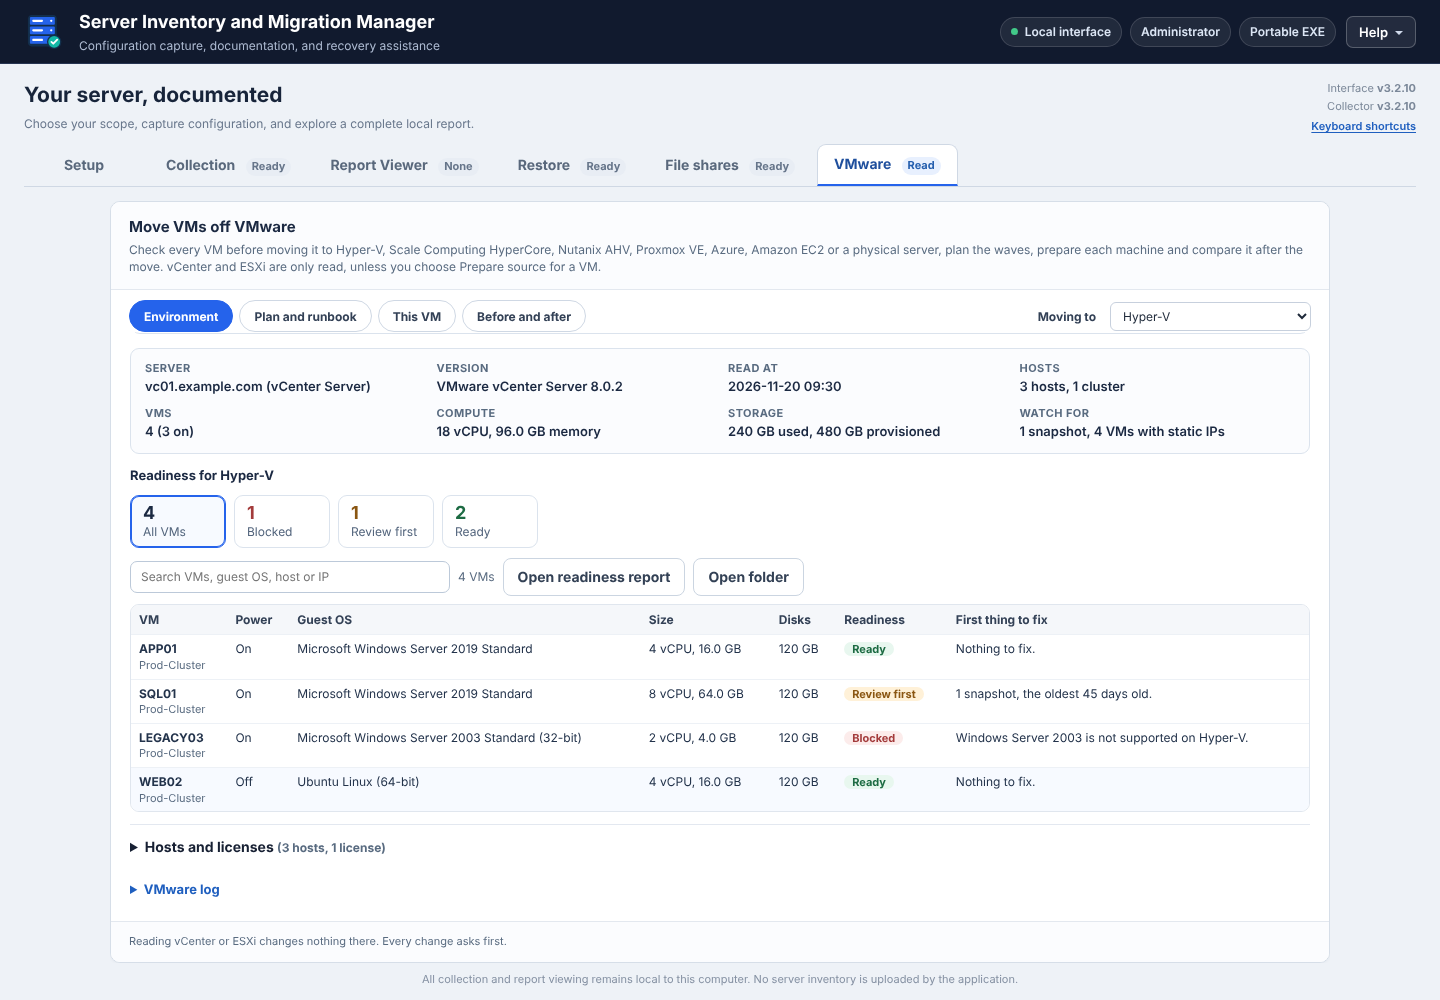 Server Inventory and Migration Manager
Configuration capture, documentation, and recovery assistance
Local interface
Administrator
Portable EXE
Help
Your server, documented
Choose your scope, capture configuration, and explore a complete local report.
Interface v3.2.10
Collector v3.2.10
Keyboard shortcuts
Setup
Collection Ready
Report Viewer None
Restore Ready
File shares Ready
VMware Read
Move VMs off VMware
Check every VM before moving it to Hyper-V, Scale Computing HyperCore, Nutanix AHV, Proxmox VE, Azure, Amazon EC2 or a physical server, plan the waves, prepare each machine and compare it after the
move. vCenter and ESXi are only read, unless you choose Prepare source for a VM.
Environment
Plan and runbook
This VM
Before and after
Moving to
Hyper-V
SERVER VERSION READ AT HOSTS
vc01.example.com (vCenter Server) VMware vCenter Server 8.0.2 2026-11-20 09:30 3 hosts, 1 cluster
VMS COMPUTE STORAGE WATCH FOR
4 (3 on) 18 vCPU, 96.0 GB memory 240 GB used, 480 GB provisioned 1 snapshot, 4 VMs with static IPs
Readiness for Hyper-V
4 1 1 2
All VMs Blocked Review first Ready
Search VMs, guest OS, host or IP
4 VMs
Open readiness report
Open folder
VM Power Guest OS Size Disks Readiness First thing to fix
APP01 On Microsoft Windows Server 2019 Standard 4 vCPU, 16.0 GB 120 GB Ready Nothing to fix.
Prod-Cluster
SQL01 On Microsoft Windows Server 2019 Standard 8 vCPU, 64.0 GB 120 GB Review first 1 snapshot, the oldest 45 days old.
Prod-Cluster
LEGACY03 On Microsoft Windows Server 2003 Standard (32-bit) 2 vCPU, 4.0 GB 120 GB Blocked Windows Server 2003 is not supported on Hyper-V.
Prod-Cluster
WEB02 Off Ubuntu Linux (64-bit) 4 vCPU, 16.0 GB 120 GB Ready Nothing to fix.
Prod-Cluster
Hosts and licenses (3 hosts, 1 license)
VMware log
Reading vCenter or ESXi changes nothing there. Every change asks first.
All collection and report viewing remains local to this computer. No server inventory is uploaded by the application.